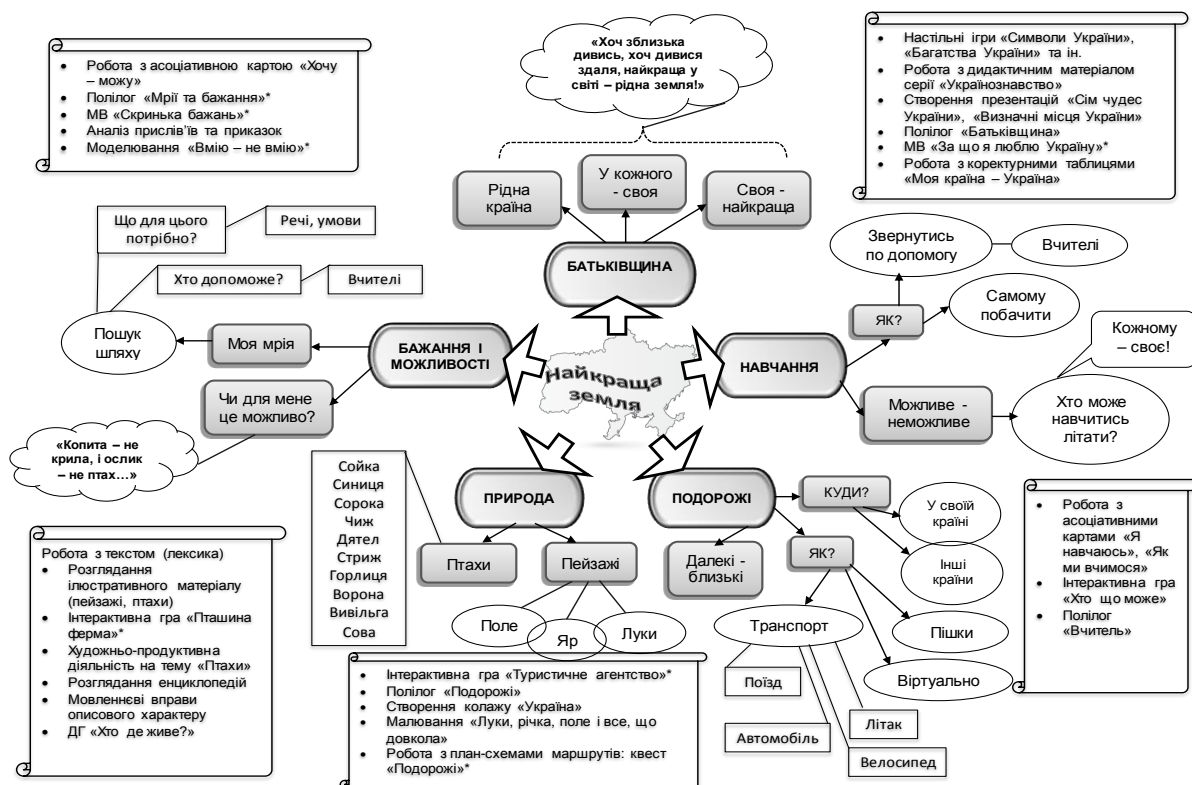 «Хоч зблизька
дивись, хоч дивися
здаля, найкраща у
світі – рідна земля!»
• Робота з асоціативною картою «Хочу
– можу»
• Полілог «Мрії та бажання»*
• МВ «Скринька бажань»*
• Аналіз прислів'їв та приказок
• Моделювання «Вмію – не вмію»*
• Настільні ігри «Символи України»,
«Багатства України» та ін.
• Робота з дидактичним матеріалом
серії «Українознавство»
• Створення презентацій «Сім чудес
України», «Визначні місця України»
• Полілог «Батьківщина»
• МВ «За що я люблю Україну»*
• Робота з коректурними таблицями
«Моя країна – Україна»
Рідна
країна
У кожного
- своя
Своя -
найкраща
БАТЬКІВЩИНА
Що для цього
потрібно?
Речі, умови
Хто допоможе?
Вчителі
Пошук
шляху
Моя мрія
БАЖАННЯ І
МОЖЛИВОСТІ
Чи для мене
це можливо?
«Копита – не
крила, і ослик
– не птах...»
Найкраща
земля
НАВЧАННЯ
Звернутись
по допомогу
Вчителі
ЯК?
Самому
побачити
Кожному
– своє!
Можливе -
неможливе
Хто може
навчитись
літати?
Сойка
Синиця
Сорока
Чиж
Дятел
Стриж
Горлиця
Ворона
Вивільга
Сова
ПРИРОДА
Птахи
Пейзажі
Поле
Яр
Луки
ПОДОРОЖІ
КУДИ?
У своїй
країні
Інші
країни
Далекі -
близькі
ЯК?
Транспорт
Пішки
Віртуально
Поїзд
Автомобіль
Літак
Велосипед
Робота з текстом (лексика)
• Розглядання
ілюстративного матеріалу
(пейзажі, птахи)
• Інтерактивна гра «Пташина
ферма»*
• Художньо-продуктивна
діяльність на тему «Птахи»
• Розглядання енциклопедій
• Мовленнєві вправи
описового характеру
• ДГ «Хто де живе?»
• Інтерактивна гра «Туристичне агентство»*
• Полілог «Подорожі»
• Створення колажу «Україна»
• Малювання «Луки, річка, поле і все, що
довкола»
• Робота з план-схемами маршрутів: квест
«Подорожі»*
• Робота з
асоціативними
картами «Я
навчаюсь», «Як
ми вчимося»
• Інтерактивна гра
«Хто що може»
• Полілог
«Вчитель»